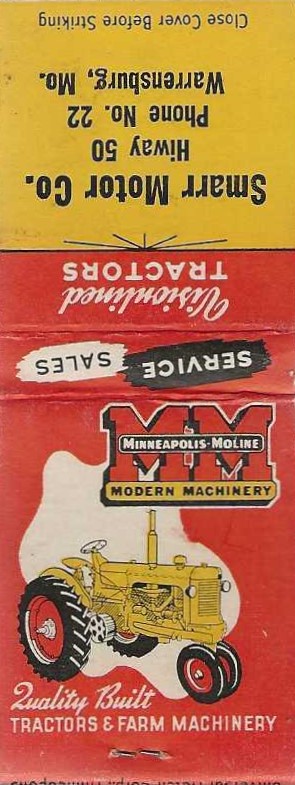 Close Cover Before Striking
Smarr Motor Co.
Hiway 50
Phone No. 22
Warrensburg, Mo.
Visionlined
TRACTORS
SALES
SERVICE
MM
MINNEAPOLIS-MOLINE
MODERN MACHINERY
Quality Built
TRACTORS & FARM MACHINERY